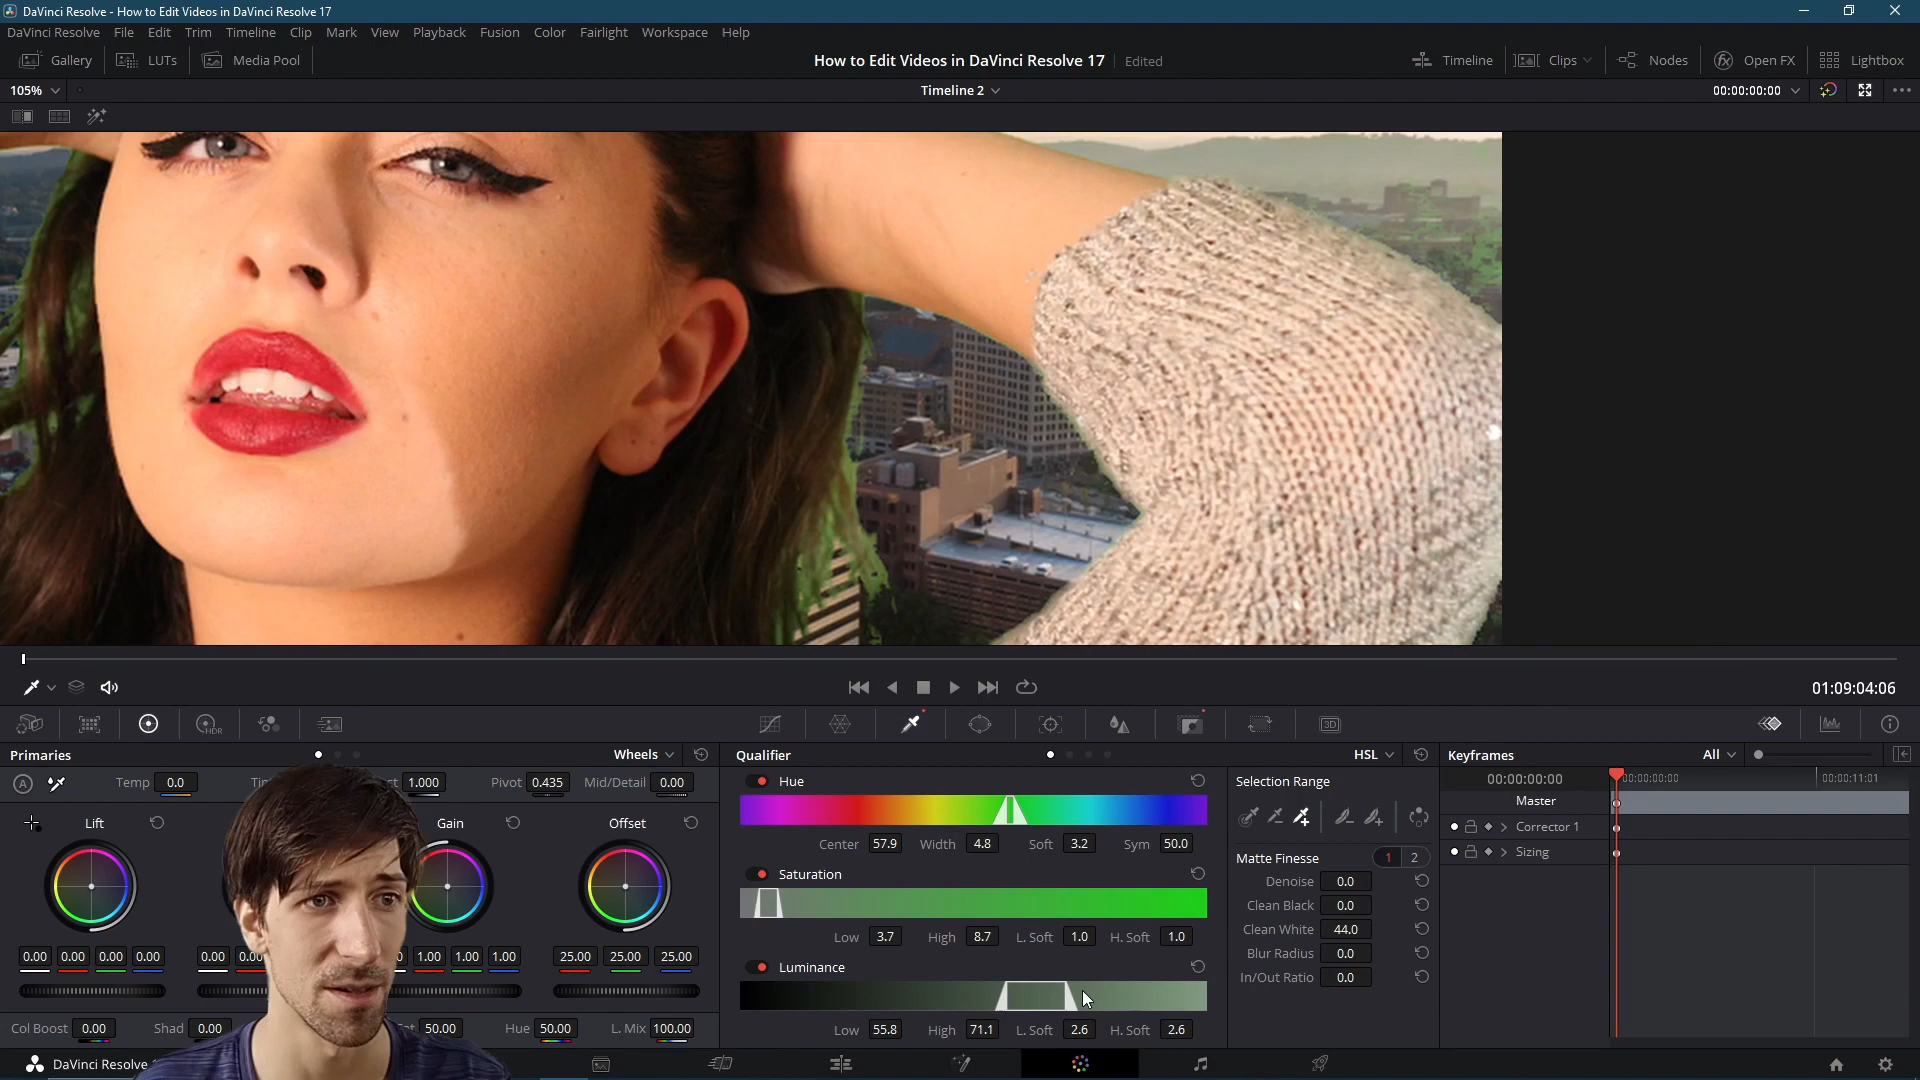 DaVinci Resolve - How to Edit Videos in DaVinci Resolve 17
DaVinci Resolve File Edit Trim Timeline Clip Mark View Playback Fusion Color Fairlight Workspace Help
Gallery LUTs Media Pool How to Edit Videos in DaVinci Resolve 17 Edited Timeline Clips Nodes fx Open FX Lightbox
105% Timeline 2 00:00:00:00
01:09:04:06
HDR 3D
Primaries Wheels Qualifier HSL Keyframes All
A Temp 0.0 1.000 Pivot 0.435 Mid/Detail 0.00
Hue Selection Range 00:00:00:00 00:00:00:00 00:00:11:01
Master
Lift Gain Offset
Corrector 1
Center 57.9 Width 4.8 Soft 3.2 Sym 50.0
Sizing
Matte Finesse 1 2
Saturation
Denoise 0.0
Clean Black 0.0
Clean White 44.0
Low 3.7 High 8.7 L. Soft 1.0 H. Soft 1.0
Blur Radius 0.0
0.00 0.00 0.00 0.00 0.00 1.00 1.00 1.00 25.00 25.00 25.00
Luminance
In/Out Ratio 0.0
Col Boost 0.00 Shad 0.00 50.00 Hue 50.00 L. Mix 100.00
Low 55.8 High 71.1 L. Soft 2.6 H. Soft 2.6
DaVinci Resolve